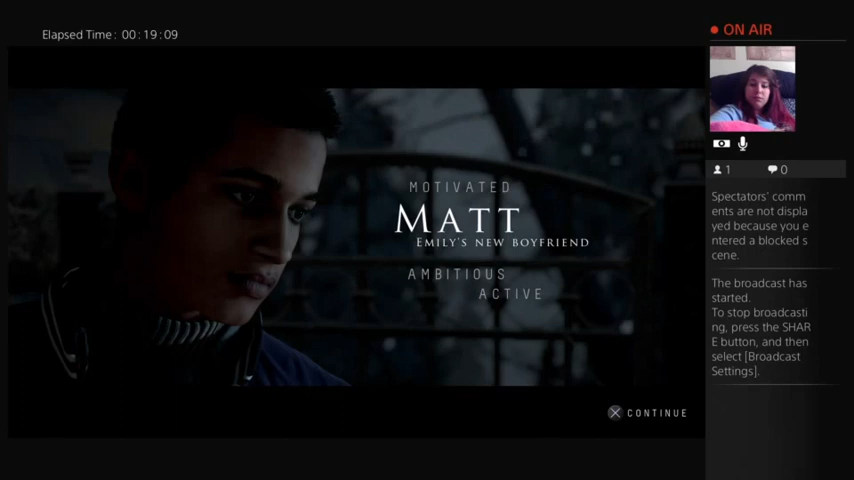 Elapsed Time: 00:19:09
ON AIR
MOTIVATED
MATT
EMILY'S NEW BOYFRIEND
AMBITIOUS
ACTIVE
CONTINUE
1 0
Spectators' comm
ents are not displa
yed because you e
ntered a blocked s
cene.
The broadcast has
started.
To stop broadcasti
ng, press the SHAR
E button, and then
select [Broadcast
Settings].